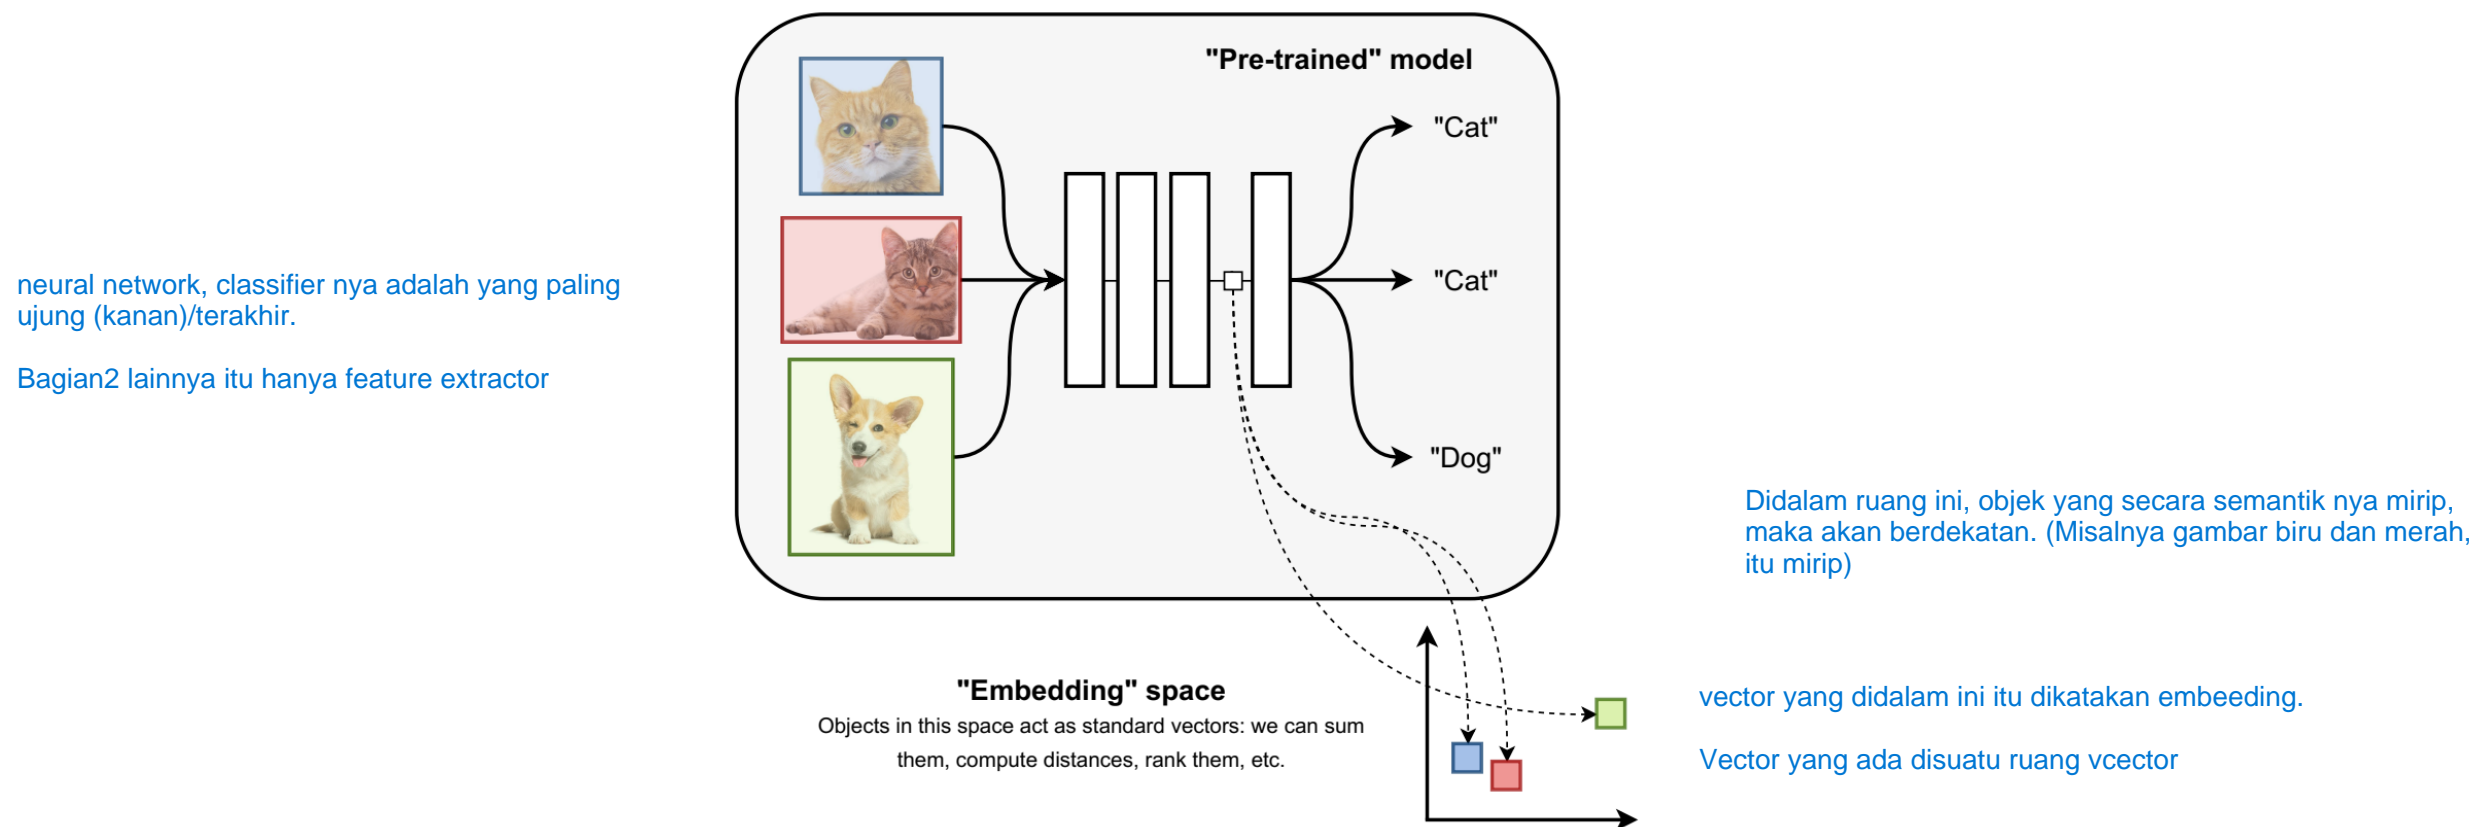 "Pre-trained" model
"Cat"
neural network, classifier nya adalah yang paling
ujung (kanan)/terakhir.
"Cat"
Bagian2 lainnya itu hanya feature extractor
"Dog"
Didalam ruang ini, objek yang secara semantik nya mirip,
maka akan berdekatan. (Misalnya gambar biru dan merah,
itu mirip)
"Embedding" space
Objects in this space act as standard vectors: we can sum
them, compute distances, rank them, etc.
vector yang didalam ini itu dikatakan embeeding.
Vector yang ada disuatu ruang vcector